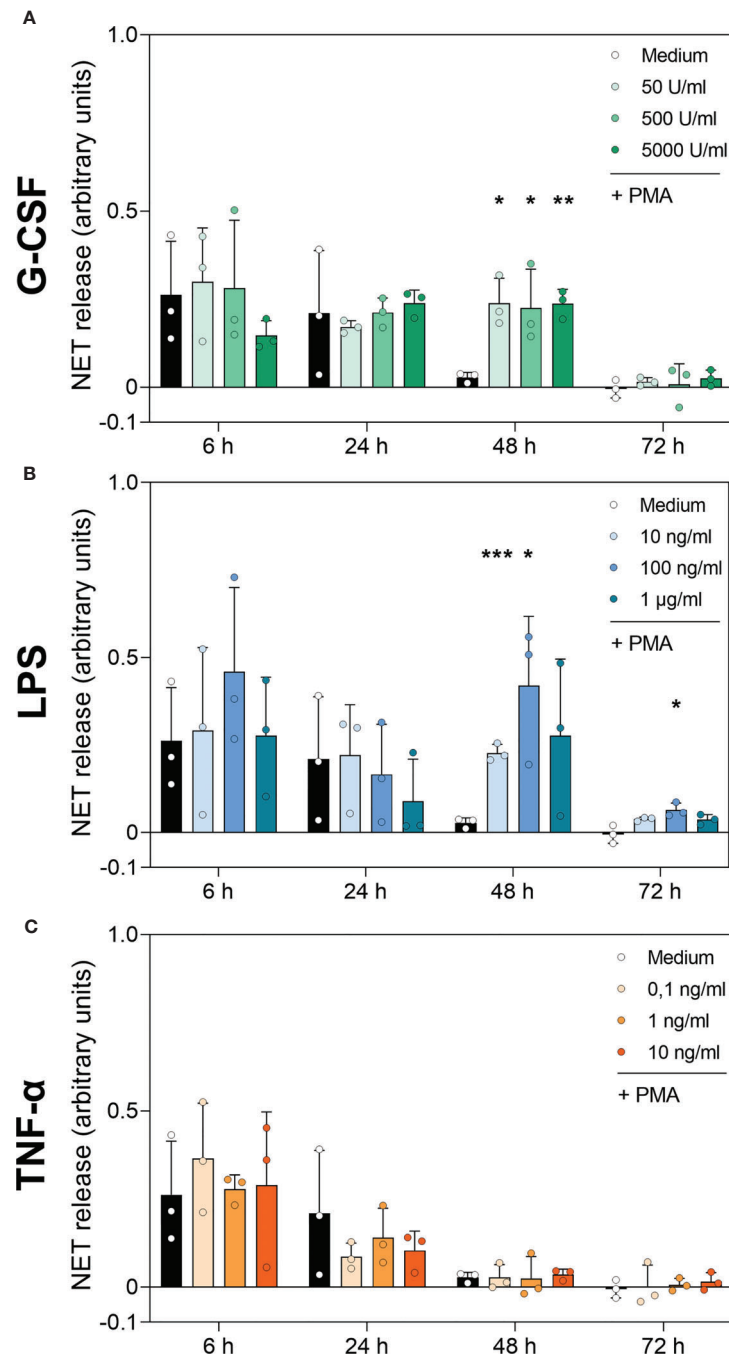 A
G-CSF
NET release (arbitrary units)
1.0
0.5
0
-0.1
Medium
50 U/ml
500 U/ml
5000 U/ml
+ PMA
* * **
6 h 24 h 48 h 72 h
B
LPS
NET release (arbitrary units)
1.0
0.5
0
-0.1
Medium
10 ng/ml
100 ng/ml
1 µg/ml
+ PMA
*** *
*
6 h 24 h 48 h 72 h
C
TNF-α
NET release (arbitrary units)
1.0
0.5
0
-0.1
Medium
0,1 ng/ml
1 ng/ml
10 ng/ml
+ PMA
6 h 24 h 48 h 72 h